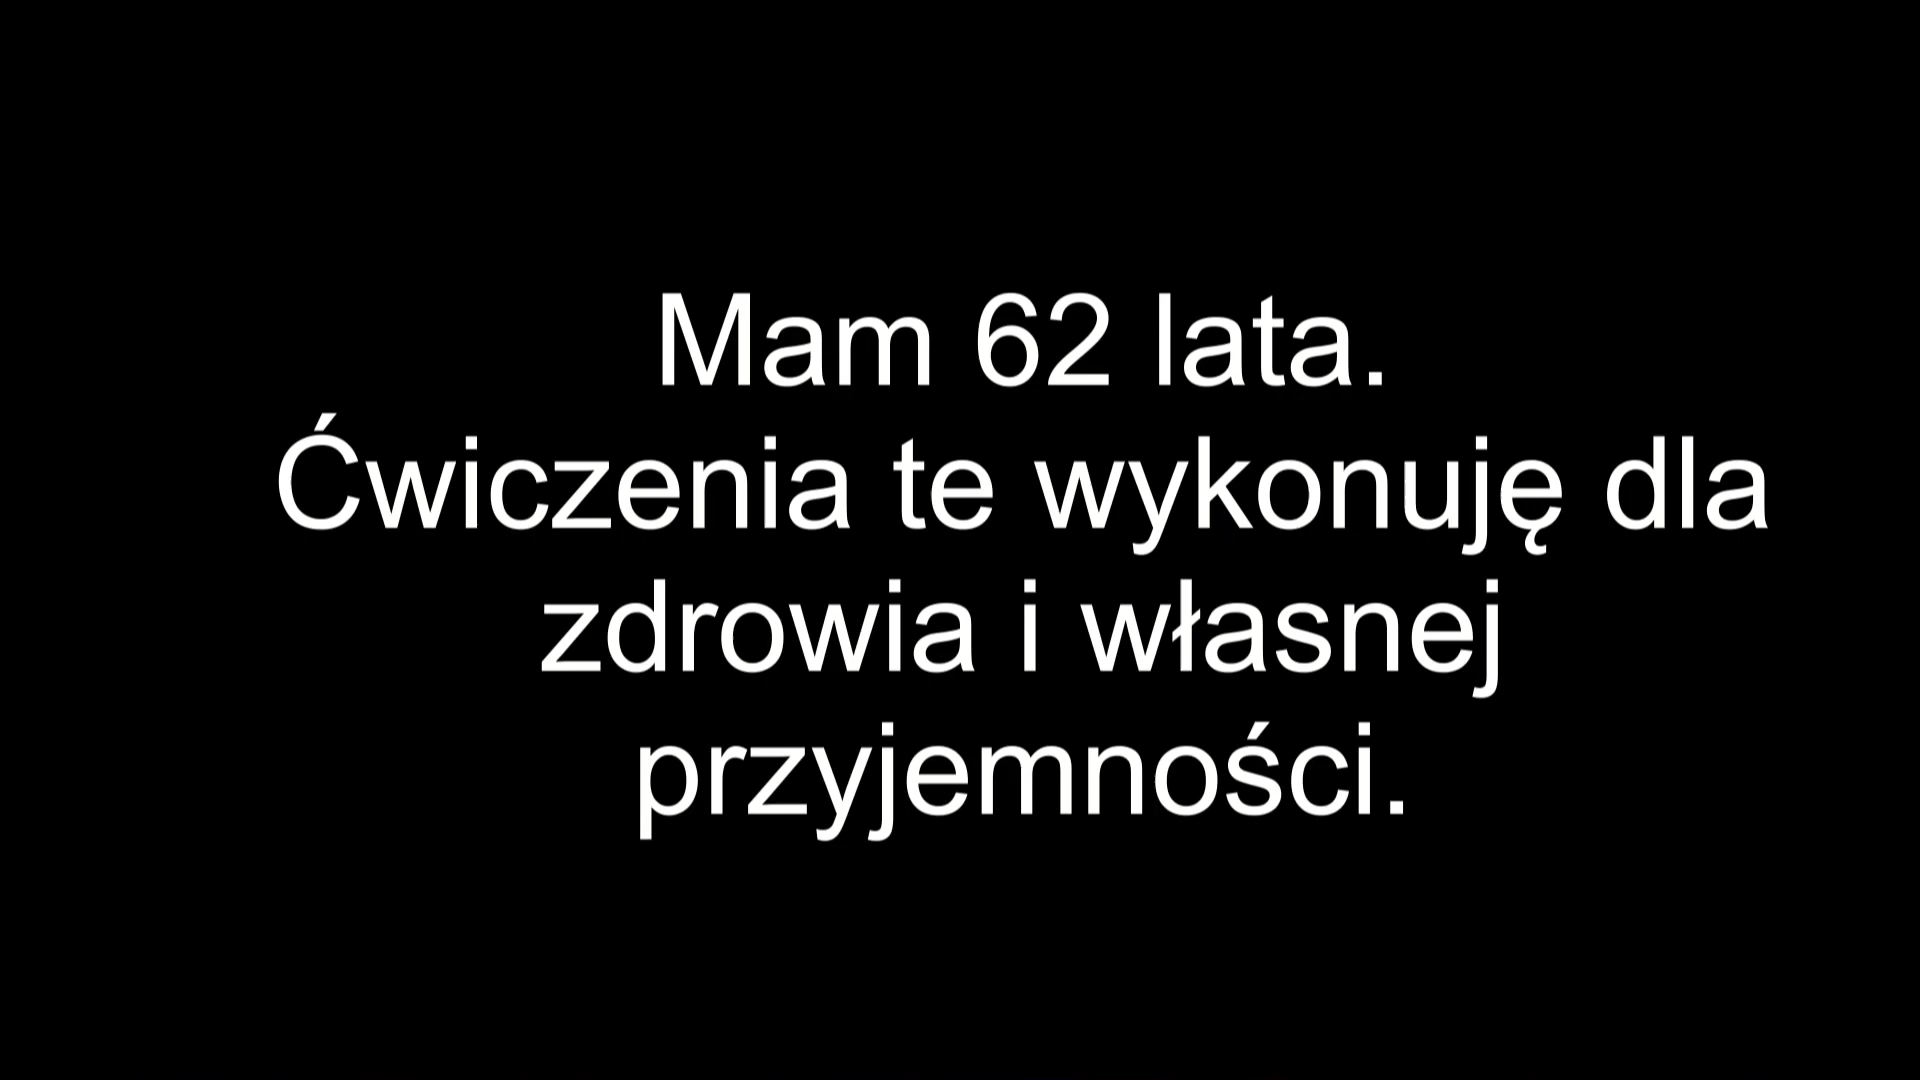 Mam 62 lata.
Ćwiczenia te wykonuję dla
zdrowia i własnej
przyjemności.